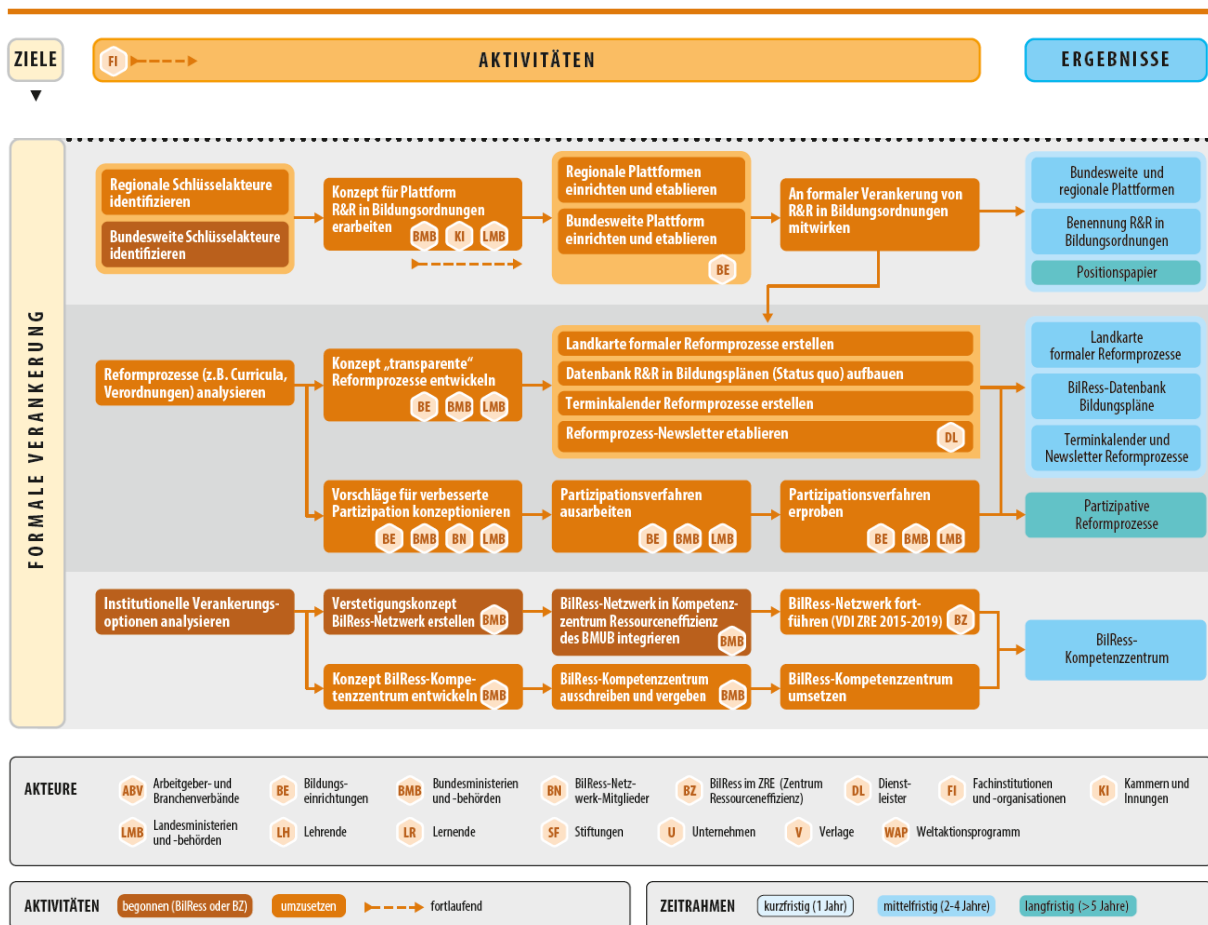 ZIELE
FI
AKTIVITÄTEN
ERGEBNISSE
FORMALE VERANKERUNG
Regionale Schlüsselakteure
identifizieren
Bundesweite Schlüsselakteure
identifizieren
Konzept für Plattform
R&R in Bildungsordnungen
erarbeiten
BMB
KI
LMB
Regionale Plattformen
einrichten und etablieren
Bundesweite Plattform
einrichten und etablieren
BE
An formaler Verankerung von
R&R in Bildungsordnungen
mitwirken
Bundesweite und
regionale Plattformen
Benennung R&R in
Bildungsordnungen
Positionspapier
Reformprozesse (z.B. Curricula,
Verordnungen) analysieren
Konzept „transparente“
Reformprozesse entwickeln
BE
BMB
LMB
Landkarte formaler Reformprozesse erstellen
Datenbank R&R in Bildungsplänen (Status quo) aufbauen
Terminkalender Reformprozesse erstellen
Reformprozess-Newsletter etablieren
DL
Landkarte
formaler Reformprozesse
BilRess-Datenbank
Bildungspläne
Terminkalender und
Newsletter Reformprozesse
Vorschläge für verbesserte
Partizipation konzeptionieren
BE
BMB
BN
LMB
Partizipationsverfahren
ausarbeiten
BE
BMB
LMB
Partizipationsverfahren
erproben
BE
BMB
LMB
Partizipative
Reformprozesse
Institutionelle Verankerungs-
optionen analysieren
Verstetigungskonzept
BilRess-Netzwerk erstellen
BMB
BilRess-Netzwerk in Kompetenz-
zentrum Ressourceneffizienz
des BMUB integrieren
BMB
BilRess-Netzwerk fort-
führen (VDI ZRE 2015-2019)
BZ
BilRess-
Kompetenzzentrum
Konzept BilRess-Kompe-
tenzzentrum entwickeln
BMB
BilRess-Kompetenzzentrum
ausschreiben und vergeben
BMB
BilRess-Kompetenzzentrum
umsetzen
AKTEURE
ABV Arbeitgeber- und
Branchenverbände
BE Bildungs-
einrichtungen
BMB Bundesministerien
und -behörden
BN BilRess-Netz-
werk-Mitglieder
BZ BilRess im ZRE (Zentrum
Ressourceneffizienz)
DL Dienst-
leister
FI Fachinstitutionen
und -organisationen
KI Kammern und
Innungen
LMB Landesministerien
und -behörden
LH Lehrende
LR Lernende
SF Stiftungen
U Unternehmen
V Verlage
WAP Weltaktionsprogramm
AKTIVITÄTEN
begonnen (BilRess oder BZ)
umzusetzen
fortlaufend
ZEITRAHMEN
kurzfristig (1 Jahr)
mittelfristig (2-4 Jahre)
langfristig (>5 Jahre)